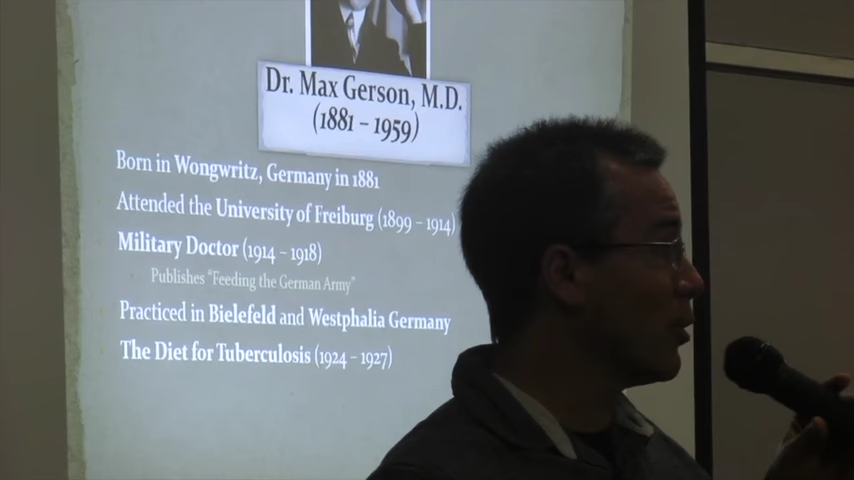 Dr. Max Gerson, M.D.
(1881 – 1959)
Born in Wongwritz, Germany in 1881
Attended the University of Freiburg (1899 – 1914)
Military Doctor (1914 – 1918)
Publishes "Feeding the German Army"
Practiced in Bielefeld and Westphalia Germany
The Diet for Tuberculosis (1924 – 1927)